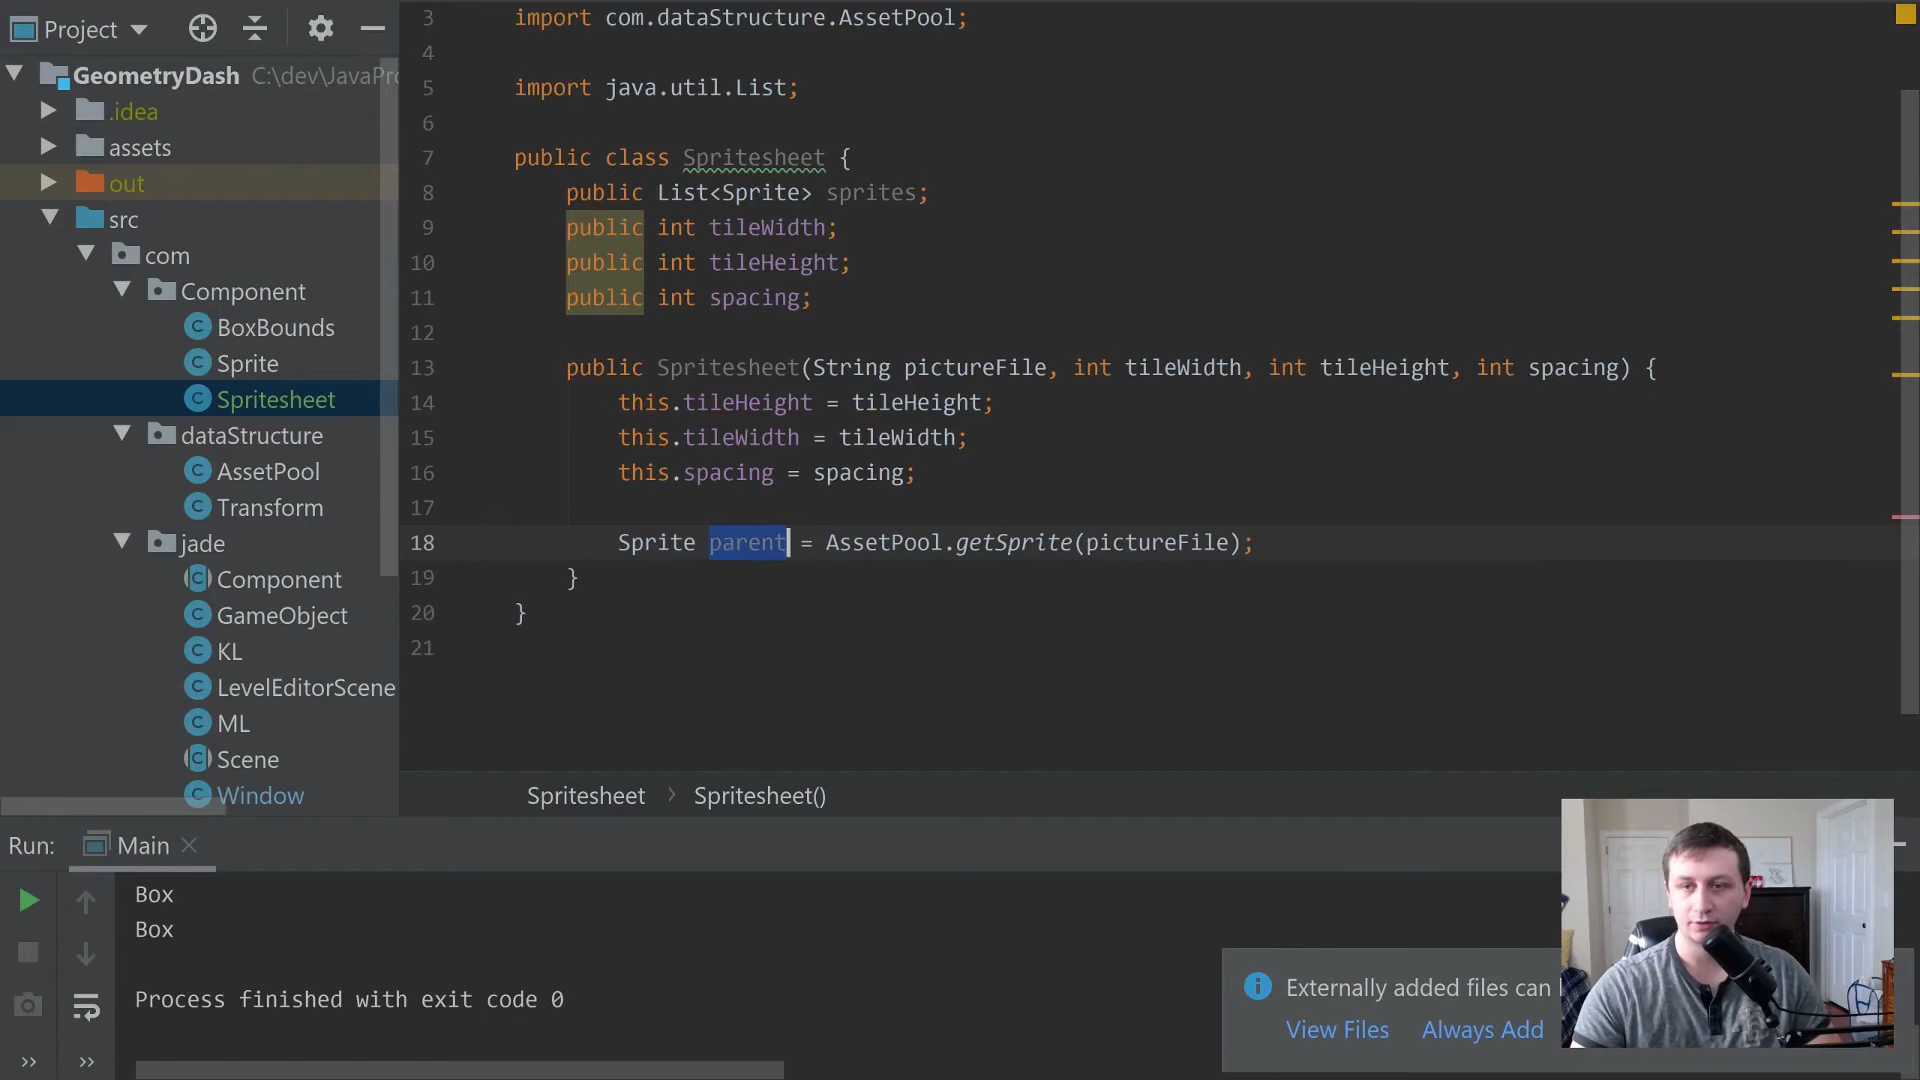 Project
GeometryDash C:\dev\JavaPr
.idea
assets
out
src
com
Component
BoxBounds
Sprite
Spritesheet
dataStructure
AssetPool
Transform
jade
Component
GameObject
KL
LevelEditorScene
ML
Scene
Window
3 import com.dataStructure.AssetPool;
4
5 import java.util.List;
6
7 public class Spritesheet {
8 public List<Sprite> sprites;
9 public int tileWidth;
10 public int tileHeight;
11 public int spacing;
12
13 public Spritesheet(String pictureFile, int tileWidth, int tileHeight, int spacing) {
14 this.tileHeight = tileHeight;
15 this.tileWidth = tileWidth;
16 this.spacing = spacing;
17
18 Sprite parent = AssetPool.getSprite(pictureFile);
19 }
20 }
21
Spritesheet > Spritesheet()
Run: Main
Box
Box
Process finished with exit code 0
Externally added files can
View Files Always Add